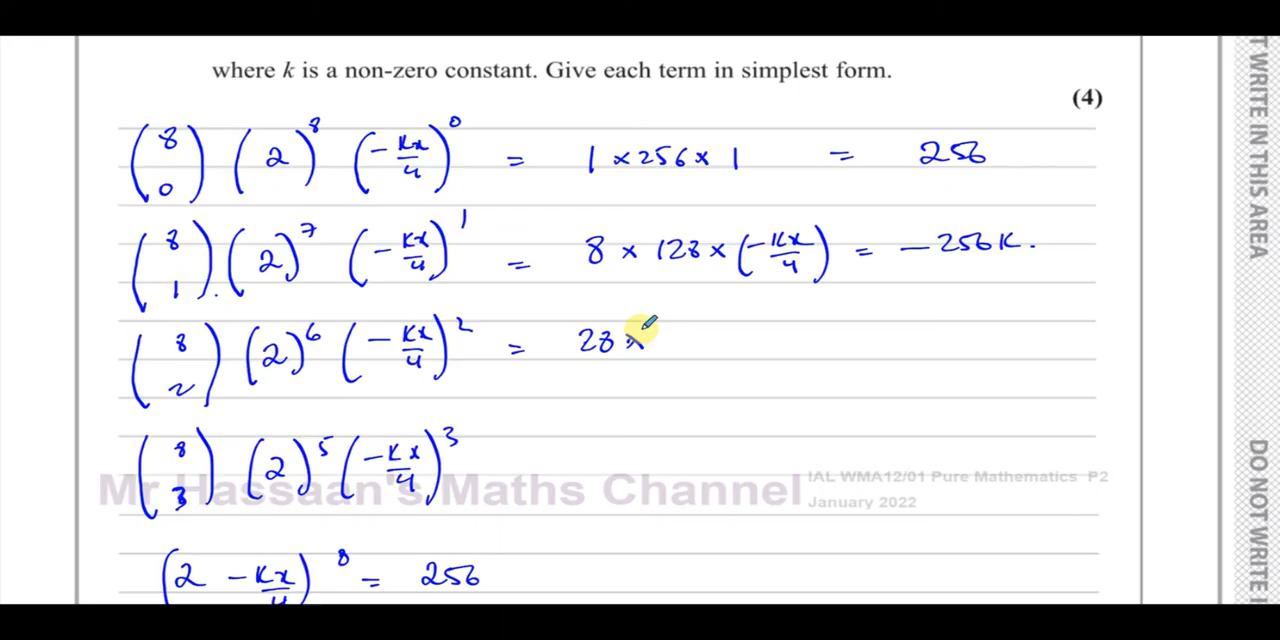 where k is a non-zero constant. Give each term in simplest form.
(4)
(8 0) (2)^8 (-kx/4)^0 = 1 × 256 × 1 = 256
(8 1) (2)^7 (-kx/4)^1 = 8 × 128 × (-kx/4) = -256k.
(8 2) (2)^6 (-kx/4)^2 = 28 ×
(8 3) (2)^5 (-kx/4)^3
Mr Hassaan's Maths Channel
IAL WMA12/01 Pure Mathematics P2
January 2022
(2 - kx/4)^8 = 256
T WRITE IN THIS AREA
DO NOT WRITE I